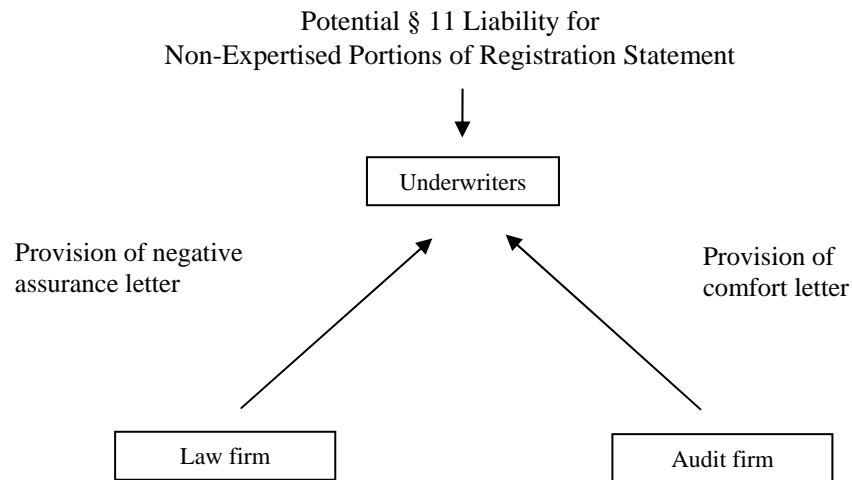 Potential § 11 Liability for
Non-Expertised Portions of Registration Statement
Underwriters
Provision of negative
assurance letter
Provision of
comfort letter
Law firm
Audit firm